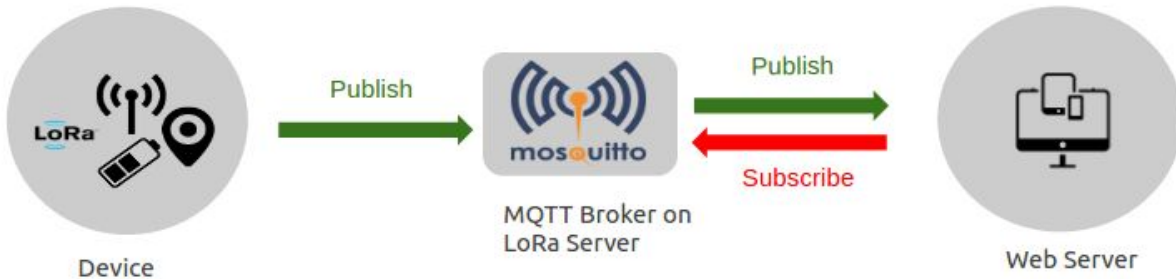 LoRa
Device
Publish
mosquitto
MQTT Broker on
LoRa Server
Publish
Subscribe
Web Server